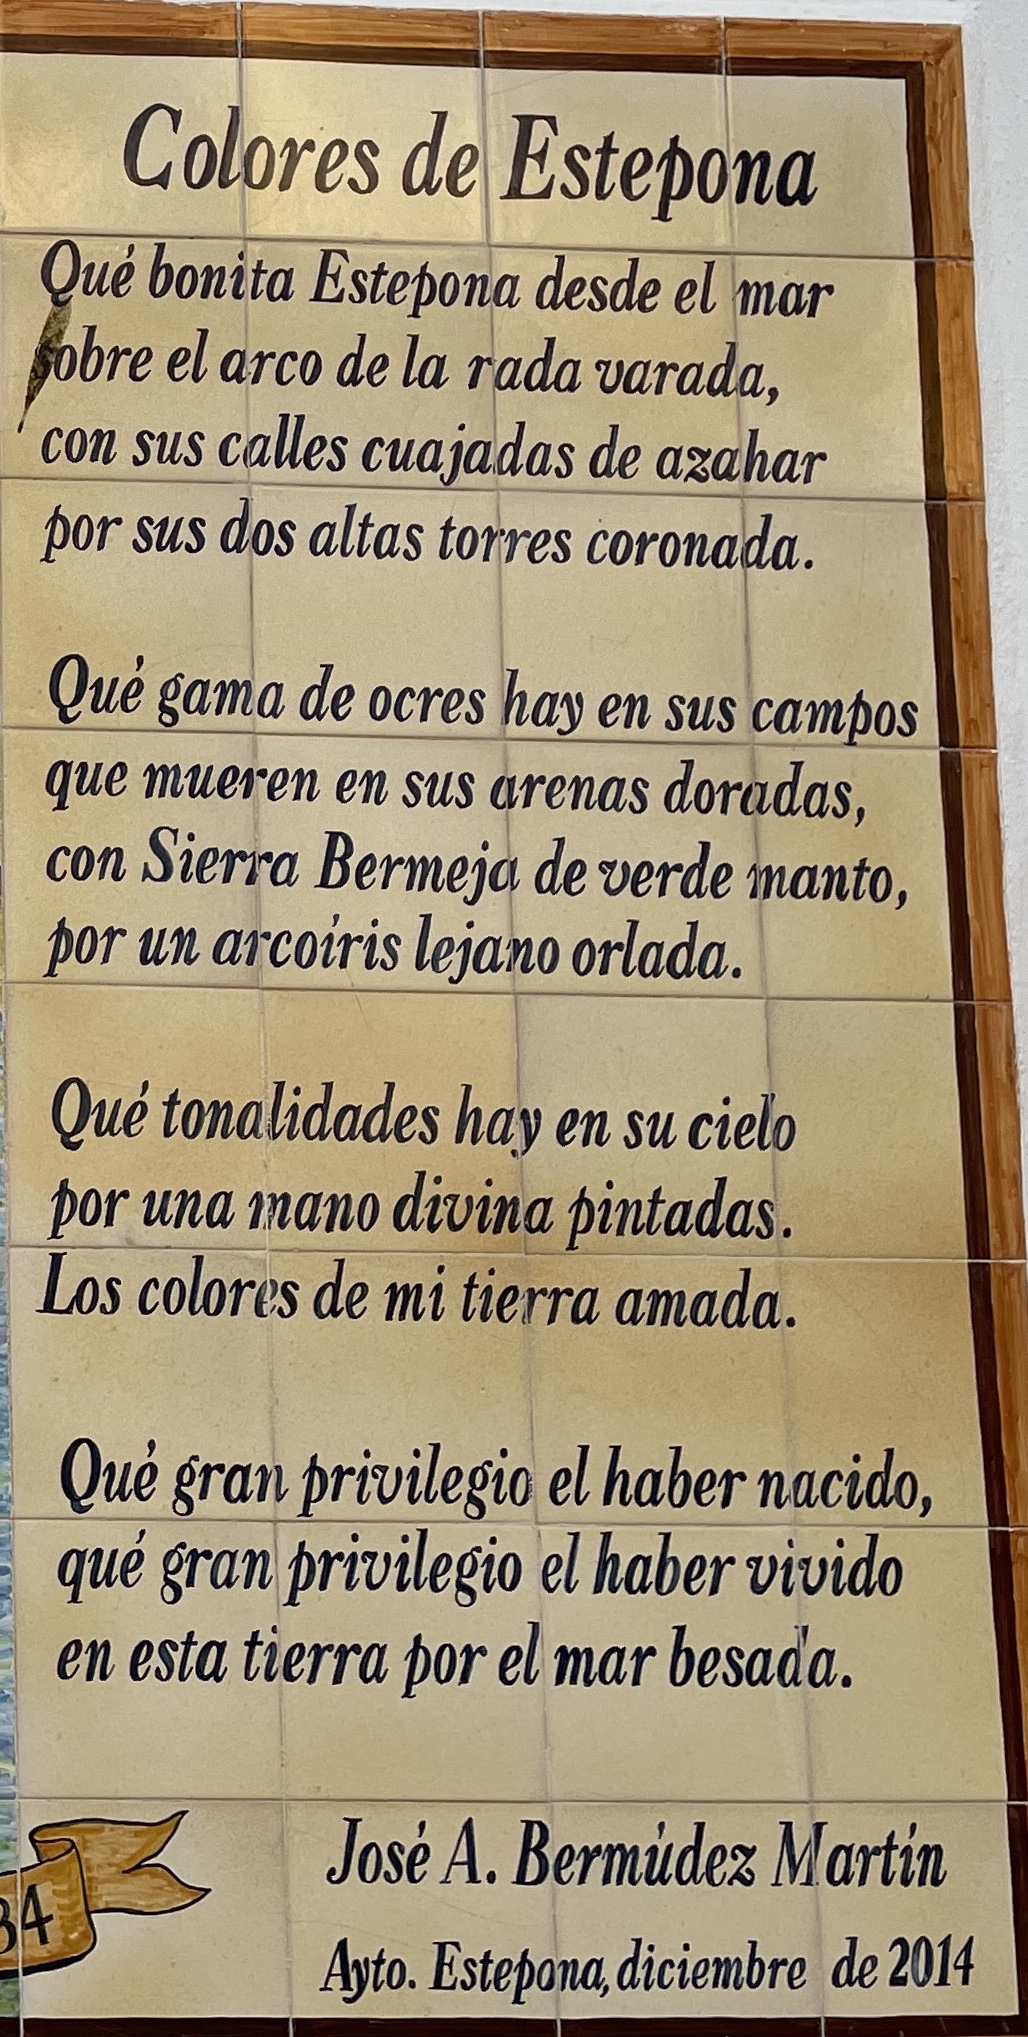 Colores de Estepona
Qué bonita Estepona desde el mar
sobre el arco de la rada varada,
con sus calles cuajadas de azahar
por sus dos altas torres coronada.
Qué gama de ocres hay en sus campos
que mueren en sus arenas doradas,
con Sierra Bermeja de verde manto,
por un arcoíris lejano orlada.
Qué tonalidades hay en su cielo
por una mano divina pintadas.
Los colores de mi tierra amada.
Qué gran privilegio el haber nacido,
qué gran privilegio el haber vivido
en esta tierra por el mar besada.
José A. Bermúdez Martín
Ayto. Estepona, diciembre de 2014
34